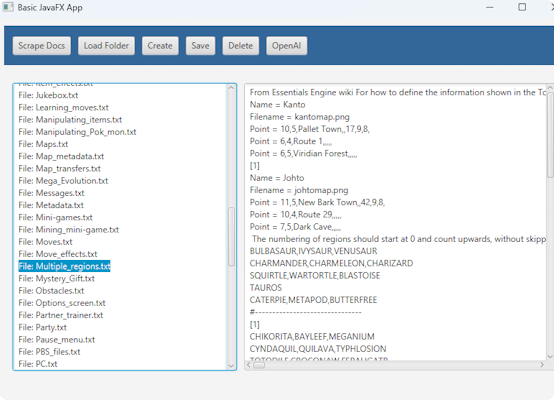 Basic JavaFX App
Scrape Docs
Load Folder
Create
Save
Delete
OpenAI
File: Item_effects.txt
File: Jukebox.txt
File: Learning_moves.txt
File: Manipulating_items.txt
File: Manipulating_Pok_mon.txt
File: Maps.txt
File: Map_metadata.txt
File: Map_transfers.txt
File: Mega_Evolution.txt
File: Messages.txt
File: Metadata.txt
File: Mini-games.txt
File: Mining_mini-game.txt
File: Moves.txt
File: Move_effects.txt
File: Multiple_regions.txt
File: Mystery_Gift.txt
File: Obstacles.txt
File: Options_screen.txt
File: Partner_trainer.txt
File: Party.txt
File: Pause_menu.txt
File: PBS_files.txt
File: PC.txt
From Essentials Engine wiki For how to define the information shown in the To
Name = Kanto
Filename = kantomap.png
Point = 10,5,Pallet Town,,17,9,8,
Point = 6,4,Route 1,,,,,
Point = 6,5,Viridian Forest,,,,,
[1]
Name = Johto
Filename = johtomap.png
Point = 11,5,New Bark Town,,42,9,8,
Point = 10,4,Route 29,,,,,
Point = 7,5,Dark Cave,,,,,
The numbering of regions should start at 0 and count upwards, without skipp
BULBASAUR,IVYSAUR,VENUSAUR
CHARMANDER,CHARMELEON,CHARIZARD
SQUIRTLE,WARTORTLE,BLASTOISE
TAUROS
CATERPIE,METAPOD,BUTTERFREE
#-------------------------------
[1]
CHIKORITA,BAYLEEF,MEGANIUM
CYNDAQUIL,QUILAVA,TYPHLOSION
TOTODILE,CROCONAW,FERALIGATR